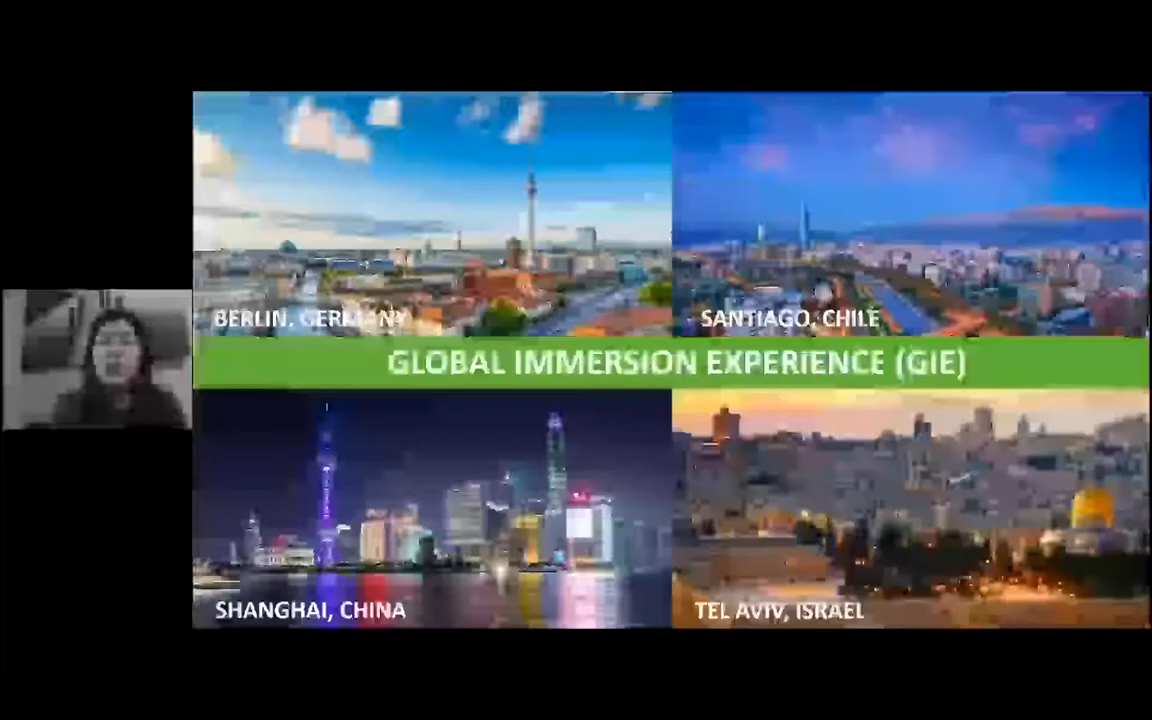 BERLIN, GERMANY
SANTIAGO, CHILE
GLOBAL IMMERSION EXPERIENCE (GIE)
SHANGHAI, CHINA
TEL AVIV, ISRAEL